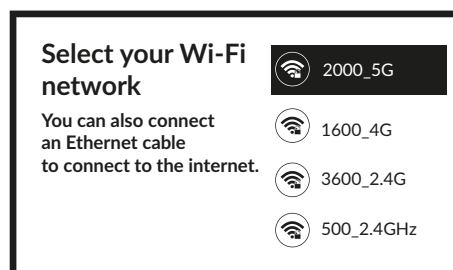 Select your Wi-Fi
network
You can also connect
an Ethernet cable
to connect to the internet.
2000_5G
1600_4G
3600_2.4G
500_2.4GHz